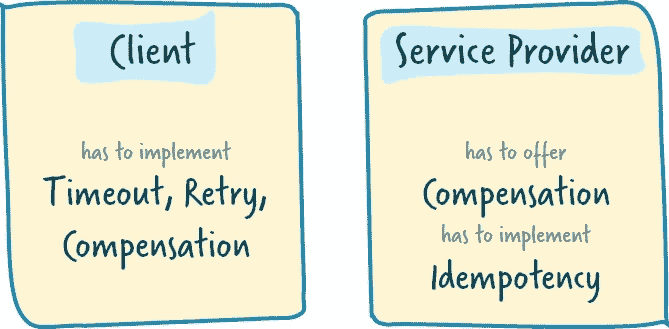 Client
has to implement
Timeout, Retry,
Compensation
Service Provider
has to offer
Compensation
has to implement
Idempotency